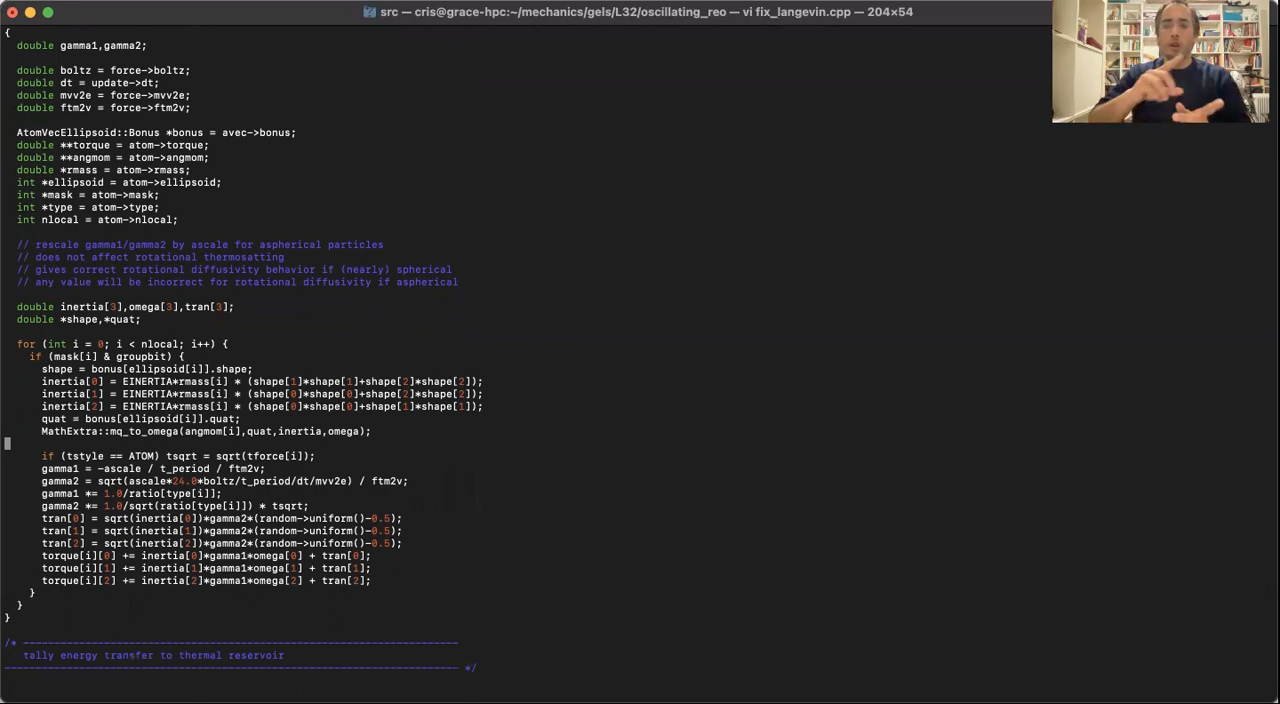 src — cris@grace-hpc:~/mechanics/gels/L32/oscillating_reo — vi fix_langevin.cpp — 204×54
{
  double gamma1,gamma2;

  double boltz = force->boltz;
  double dt = update->dt;
  double mvv2e = force->mvv2e;
  double ftm2v = force->ftm2v;

  AtomVecEllipsoid::Bonus *bonus = avec->bonus;
  double **torque = atom->torque;
  double **angmom = atom->angmom;
  double *rmass = atom->rmass;
  int *ellipsoid = atom->ellipsoid;
  int *mask = atom->mask;
  int *type = atom->type;
  int nlocal = atom->nlocal;

  // rescale gamma1/gamma2 by ascale for aspherical particles
  // does not affect rotational thermosatting
  // gives correct rotational diffusivity behavior if (nearly) spherical
  // any value will be incorrect for rotational diffusivity if aspherical

  double inertia[3],omega[3],tran[3];
  double *shape,*quat;

  for (int i = 0; i < nlocal; i++) {
    if (mask[i] & groupbit) {
      shape = bonus[ellipsoid[i]].shape;
      inertia[0] = EINERTIA*rmass[i] * (shape[1]*shape[1]+shape[2]*shape[2]);
      inertia[1] = EINERTIA*rmass[i] * (shape[0]*shape[0]+shape[2]*shape[2]);
      inertia[2] = EINERTIA*rmass[i] * (shape[0]*shape[0]+shape[1]*shape[1]);
      quat = bonus[ellipsoid[i]].quat;
      MathExtra::mq_to_omega(angmom[i],quat,inertia,omega);

      if (tstyle == ATOM) tsqrt = sqrt(tforce[i]);
      gamma1 = -ascale / t_period / ftm2v;
      gamma2 = sqrt(ascale*24.0*boltz/t_period/dt/mvv2e) / ftm2v;
      gamma1 *= 1.0/ratio[type[i]];
      gamma2 *= 1.0/sqrt(ratio[type[i]]) * tsqrt;
      tran[0] = sqrt(inertia[0])*gamma2*(random->uniform()-0.5);
      tran[1] = sqrt(inertia[1])*gamma2*(random->uniform()-0.5);
      tran[2] = sqrt(inertia[2])*gamma2*(random->uniform()-0.5);
      torque[i][0] += inertia[0]*gamma1*omega[0] + tran[0];
      torque[i][1] += inertia[1]*gamma1*omega[1] + tran[1];
      torque[i][2] += inertia[2]*gamma1*omega[2] + tran[2];
    }
  }
}

/* ----------------------------------------------------------------------
   tally energy transfer to thermal reservoir
------------------------------------------------------------------------- */